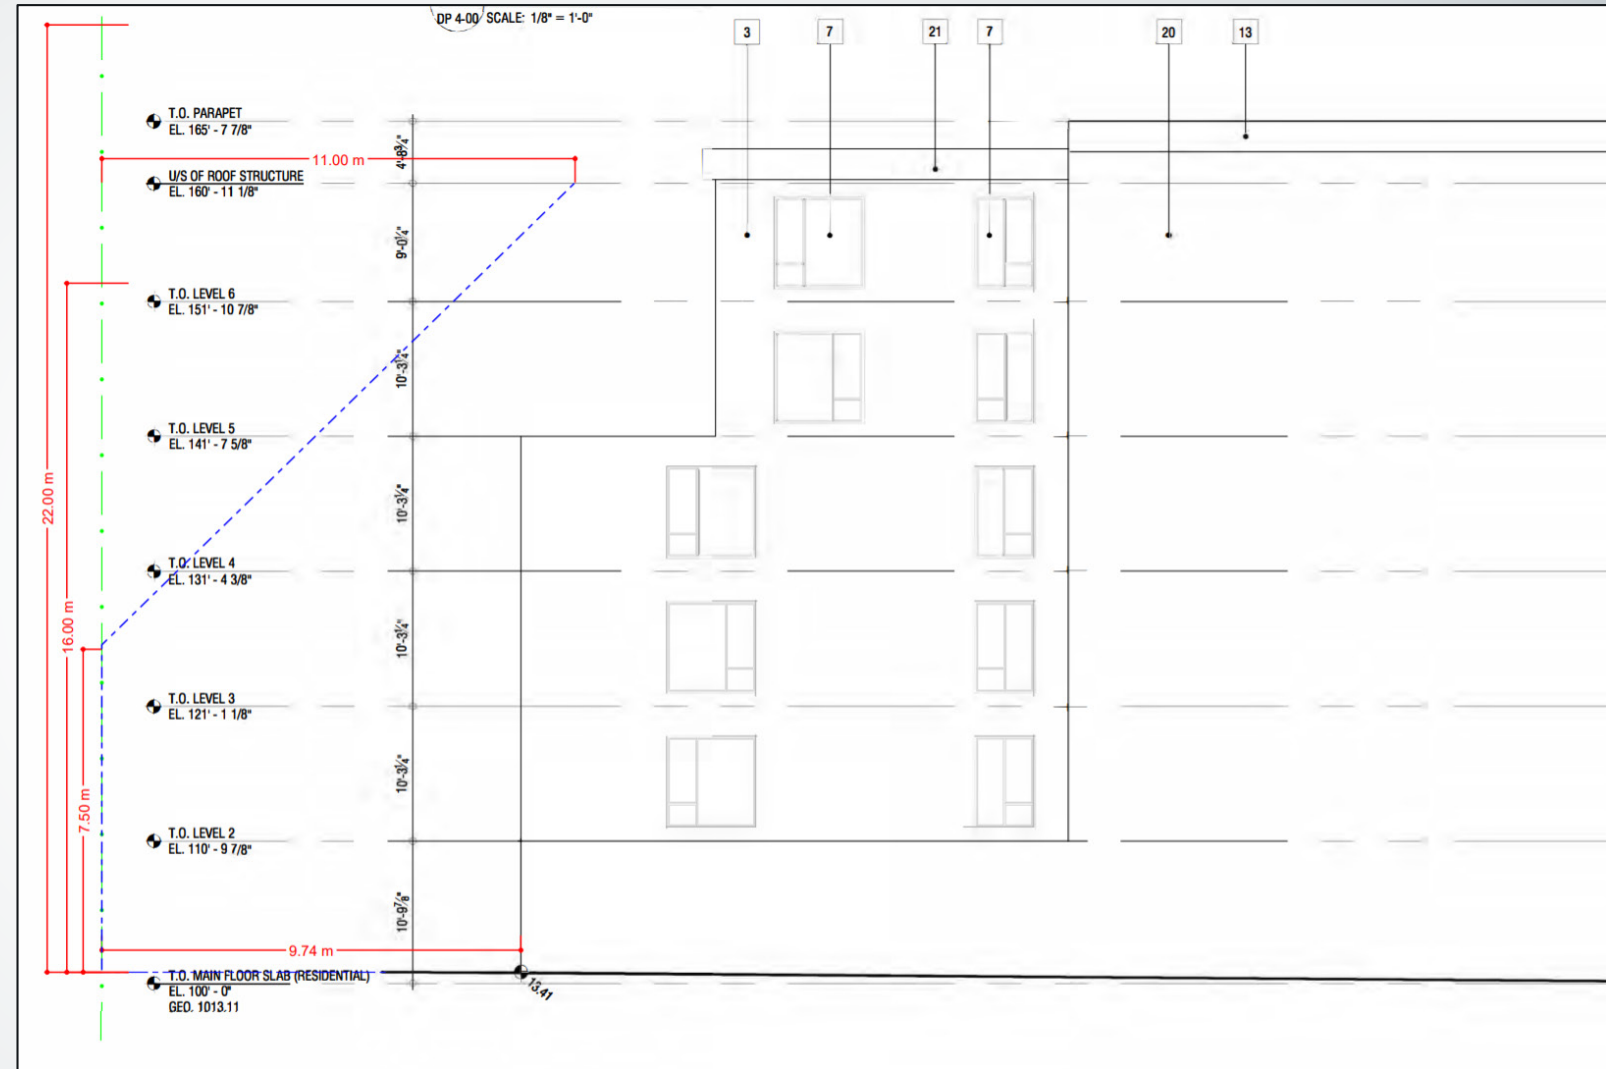 DP 4-00 SCALE: 1/8" = 1'-0"
3
7
21
7
20
13
T.O. PARAPET
EL. 165' - 7 7/8"
4'-8¾"
11.00 m
U/S OF ROOF STRUCTURE
EL. 160' - 11 1/8"
9'-0¼"
T.O. LEVEL 6
EL. 151' - 10 7/8"
10'-3¼"
T.O. LEVEL 5
EL. 141' - 7 5/8"
22.00 m
10'-3¼"
T.O. LEVEL 4
EL. 131' - 4 3/8"
16.00 m
10'-3¼"
T.O. LEVEL 3
EL. 121' - 1 1/8"
7.50 m
10'-3¼"
T.O. LEVEL 2
EL. 110' - 9 7/8"
10'-9⅞"
9.74 m
T.O. MAIN FLOOR SLAB (RESIDENTIAL)
EL. 100' - 0"
GEO. 1013.11
13.41